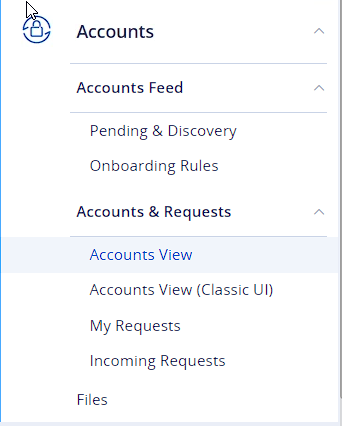 Accounts
Accounts Feed
Pending & Discovery
Onboarding Rules
Accounts & Requests
Accounts View
Accounts View (Classic UI)
My Requests
Incoming Requests
Files